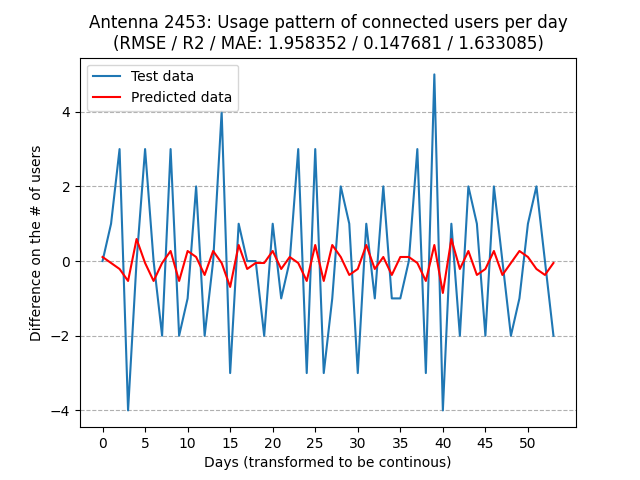 Antenna 2453: Usage pattern of connected users per day
(RMSE / R2 / MAE: 1.958352 / 0.147681 / 1.633085)
Test data
Predicted data
Difference on the # of users
4
2
0
−2
−4
0 5 10 15 20 25 30 35 40 45 50
Days (transformed to be continous)